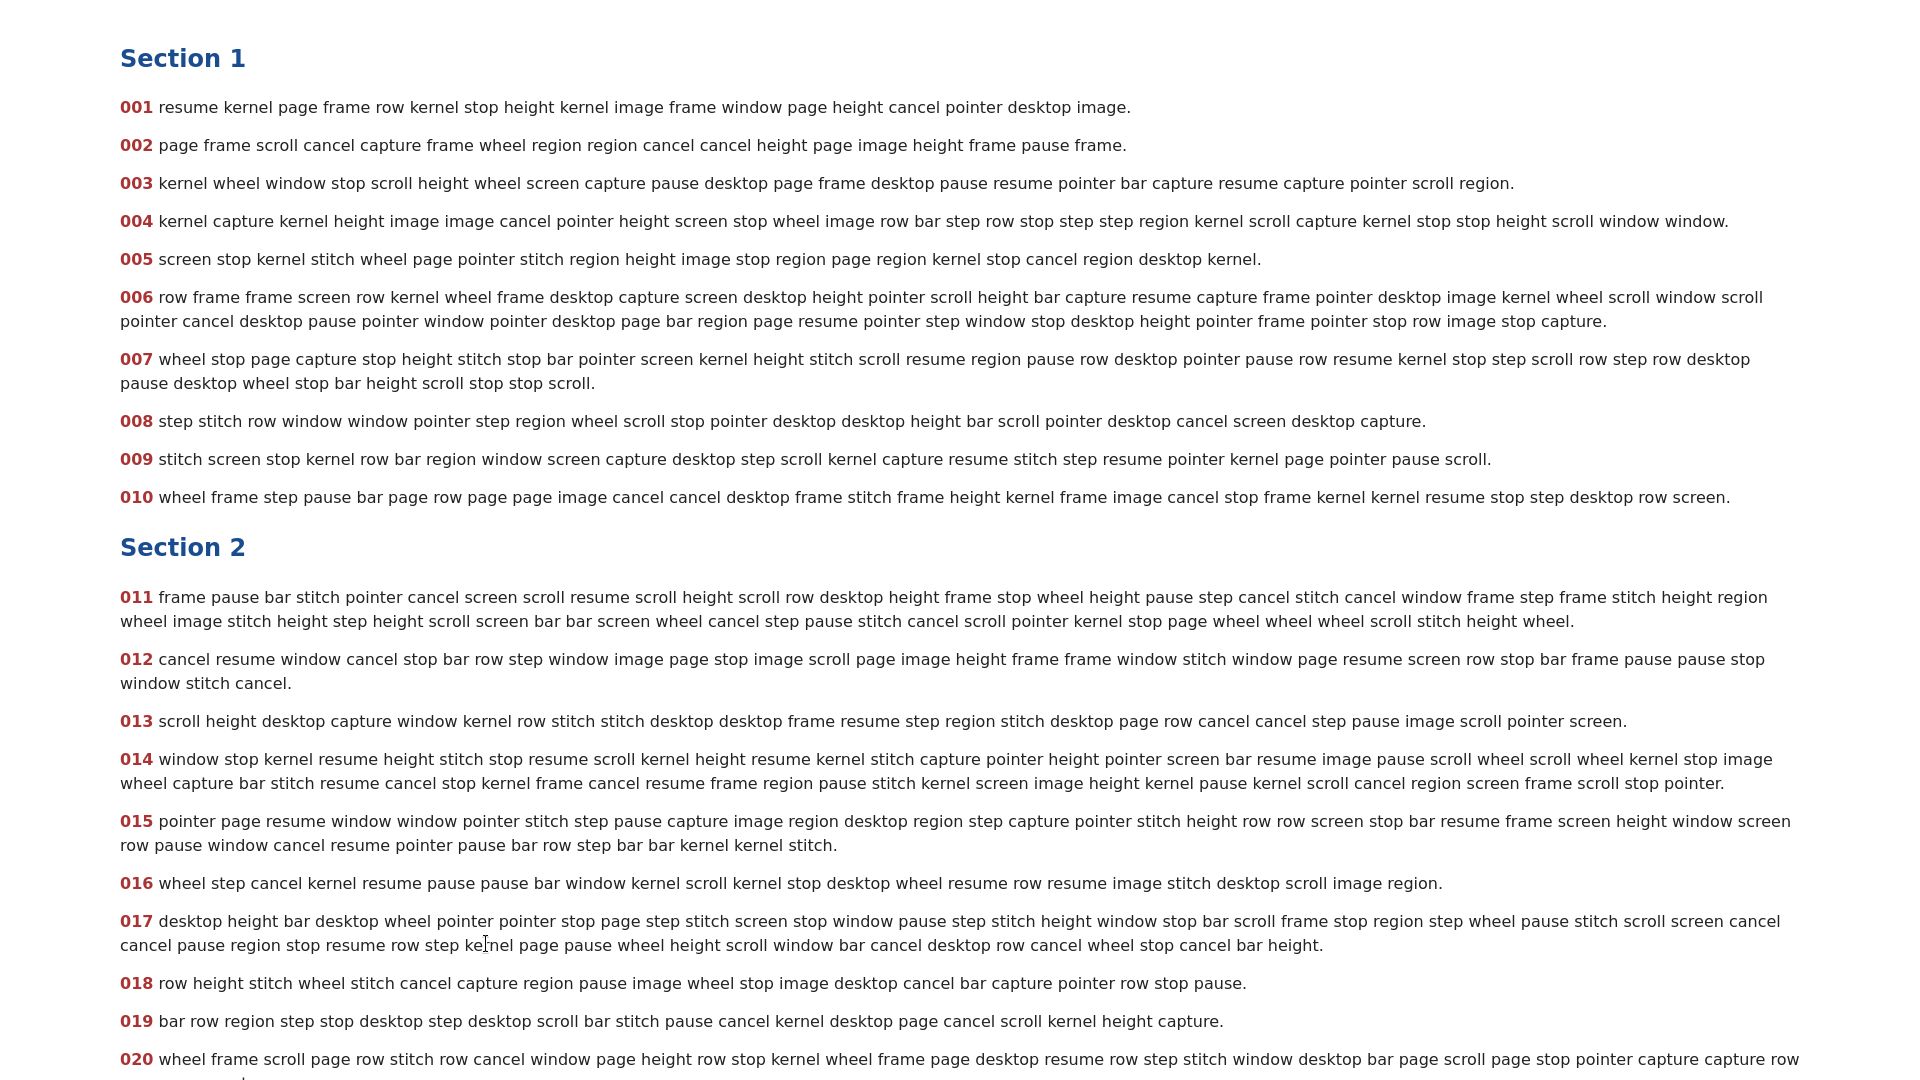 Section 1
001 resume kernel page frame row kernel stop height kernel image frame window page height cancel pointer desktop image.
002 page frame scroll cancel capture frame wheel region region cancel cancel height page image height frame pause frame.
003 kernel wheel window stop scroll height wheel screen capture pause desktop page frame desktop pause resume pointer bar capture resume capture pointer scroll region.
004 kernel capture kernel height image image cancel pointer height screen stop wheel image row bar step row stop step step region kernel scroll capture kernel stop stop height scroll window window.
005 screen stop kernel stitch wheel page pointer stitch region height image stop region page region kernel stop cancel region desktop kernel.
006 row frame frame screen row kernel wheel frame desktop capture screen desktop height pointer scroll height bar capture resume capture frame pointer desktop image kernel wheel scroll window scroll
pointer cancel desktop pause pointer window pointer desktop page bar region page resume pointer step window stop desktop height pointer frame pointer stop row image stop capture.
007 wheel stop page capture stop height stitch stop bar pointer screen kernel height stitch scroll resume region pause row desktop pointer pause row resume kernel stop step scroll row step row desktop
pause desktop wheel stop bar height scroll stop stop scroll.
008 step stitch row window window pointer step region wheel scroll stop pointer desktop desktop height bar scroll pointer desktop cancel screen desktop capture.
009 stitch screen stop kernel row bar region window screen capture desktop step scroll kernel capture resume stitch step resume pointer kernel page pointer pause scroll.
010 wheel frame step pause bar page row page page image cancel cancel desktop frame stitch frame height kernel frame image cancel stop frame kernel kernel resume stop step desktop row screen.
Section 2
011 frame pause bar stitch pointer cancel screen scroll resume scroll height scroll row desktop height frame stop wheel height pause step cancel stitch cancel window frame step frame stitch height region
wheel image stitch height step height scroll screen bar bar screen wheel cancel step pause stitch cancel scroll pointer kernel stop page wheel wheel wheel scroll stitch height wheel.
012 cancel resume window cancel stop bar row step window image page stop image scroll page image height frame frame window stitch window page resume screen row stop bar frame pause pause stop
window stitch cancel.
013 scroll height desktop capture window kernel row stitch stitch desktop desktop frame resume step region stitch desktop page row cancel cancel step pause image scroll pointer screen.
014 window stop kernel resume height stitch stop resume scroll kernel height resume kernel stitch capture pointer height pointer screen bar resume image pause scroll wheel scroll wheel kernel stop image
wheel capture bar stitch resume cancel stop kernel frame cancel resume frame region pause stitch kernel screen image height kernel pause kernel scroll cancel region screen frame scroll stop pointer.
015 pointer page resume window window pointer stitch step pause capture image region desktop region step capture pointer stitch height row row screen stop bar resume frame screen height window screen
row pause window cancel resume pointer pause bar row step bar bar kernel kernel stitch.
016 wheel step cancel kernel resume pause pause bar window kernel scroll kernel stop desktop wheel resume row resume image stitch desktop scroll image region.
017 desktop height bar desktop wheel pointer pointer stop page step stitch screen stop window pause step stitch height window stop bar scroll frame stop region step wheel pause stitch scroll screen cancel
cancel pause region stop resume row step kernel page pause wheel height scroll window bar cancel desktop row cancel wheel stop cancel bar height.
018 row height stitch wheel stitch cancel capture region pause image wheel stop image desktop cancel bar capture pointer row stop pause.
019 bar row region step stop desktop step desktop scroll bar stitch pause cancel kernel desktop page cancel scroll kernel height capture.
020 wheel frame scroll page row stitch row cancel window page height row stop kernel wheel frame page desktop resume row step stitch window desktop bar page scroll page stop pointer capture capture row